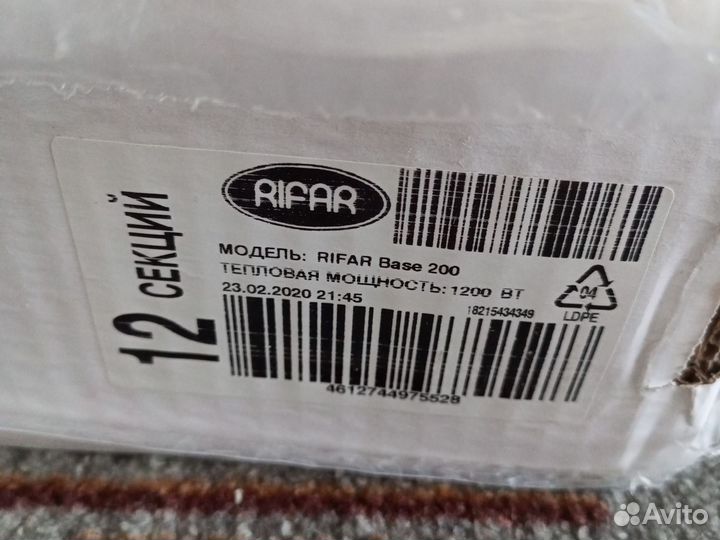 12 СЕКЦИЙ
RIFAR
МОДЕЛЬ: RIFAR Base 200
ТЕПЛОВАЯ МОЩНОСТЬ: 1200 ВТ
23.02.2020 21:45
18215434349
04
LDPE
4612744975528
Avito